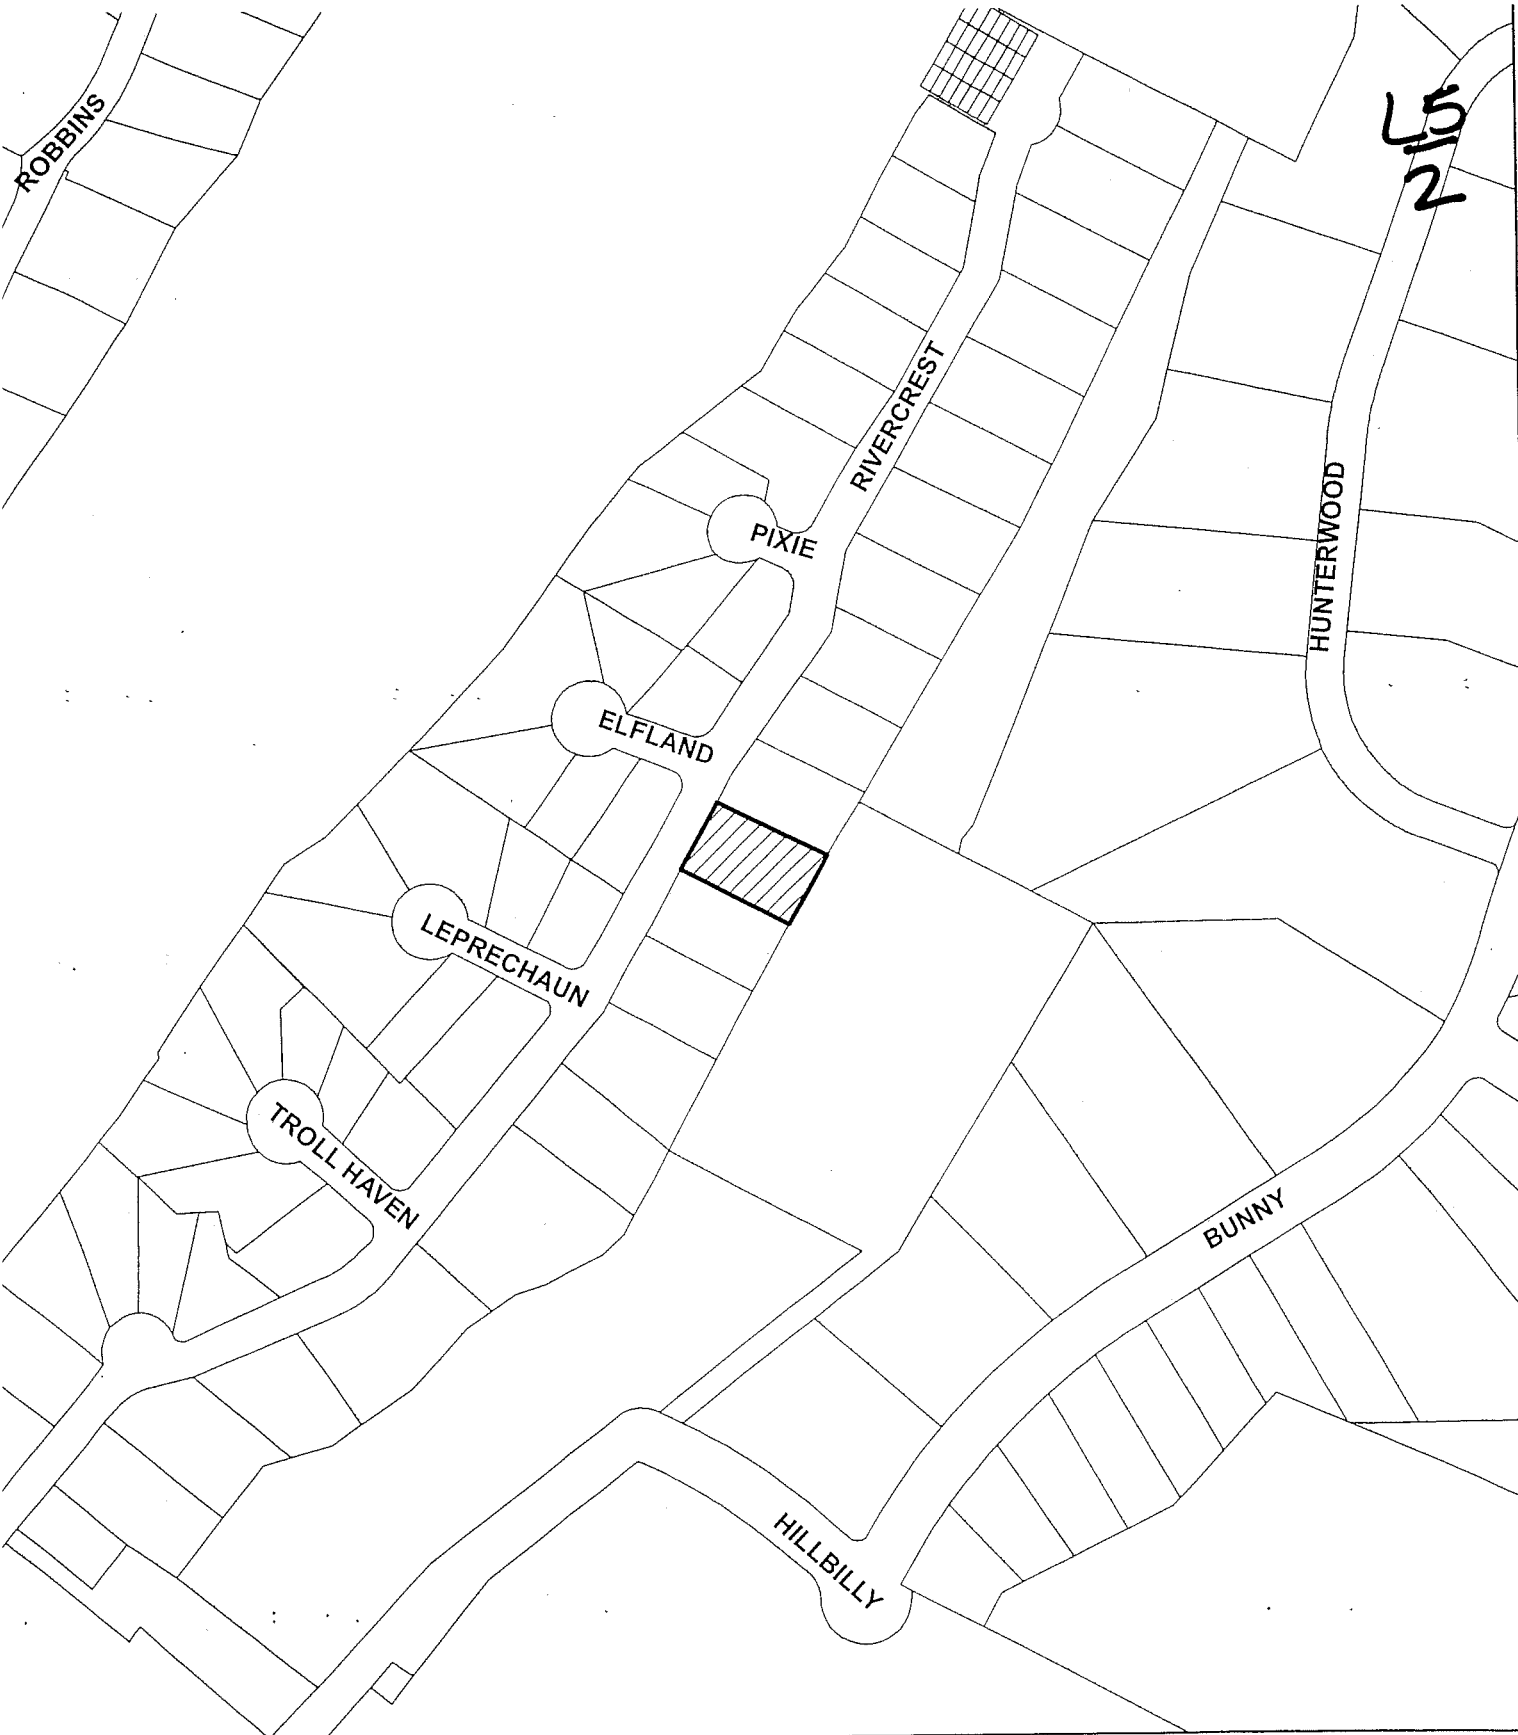 ROBBINS
L5
2
RIVERCREST
PIXIE
HUNTERWOOD
ELFLAND
LEPRECHAUN
TROLL HAVEN
BUNNY
HILLBILLY